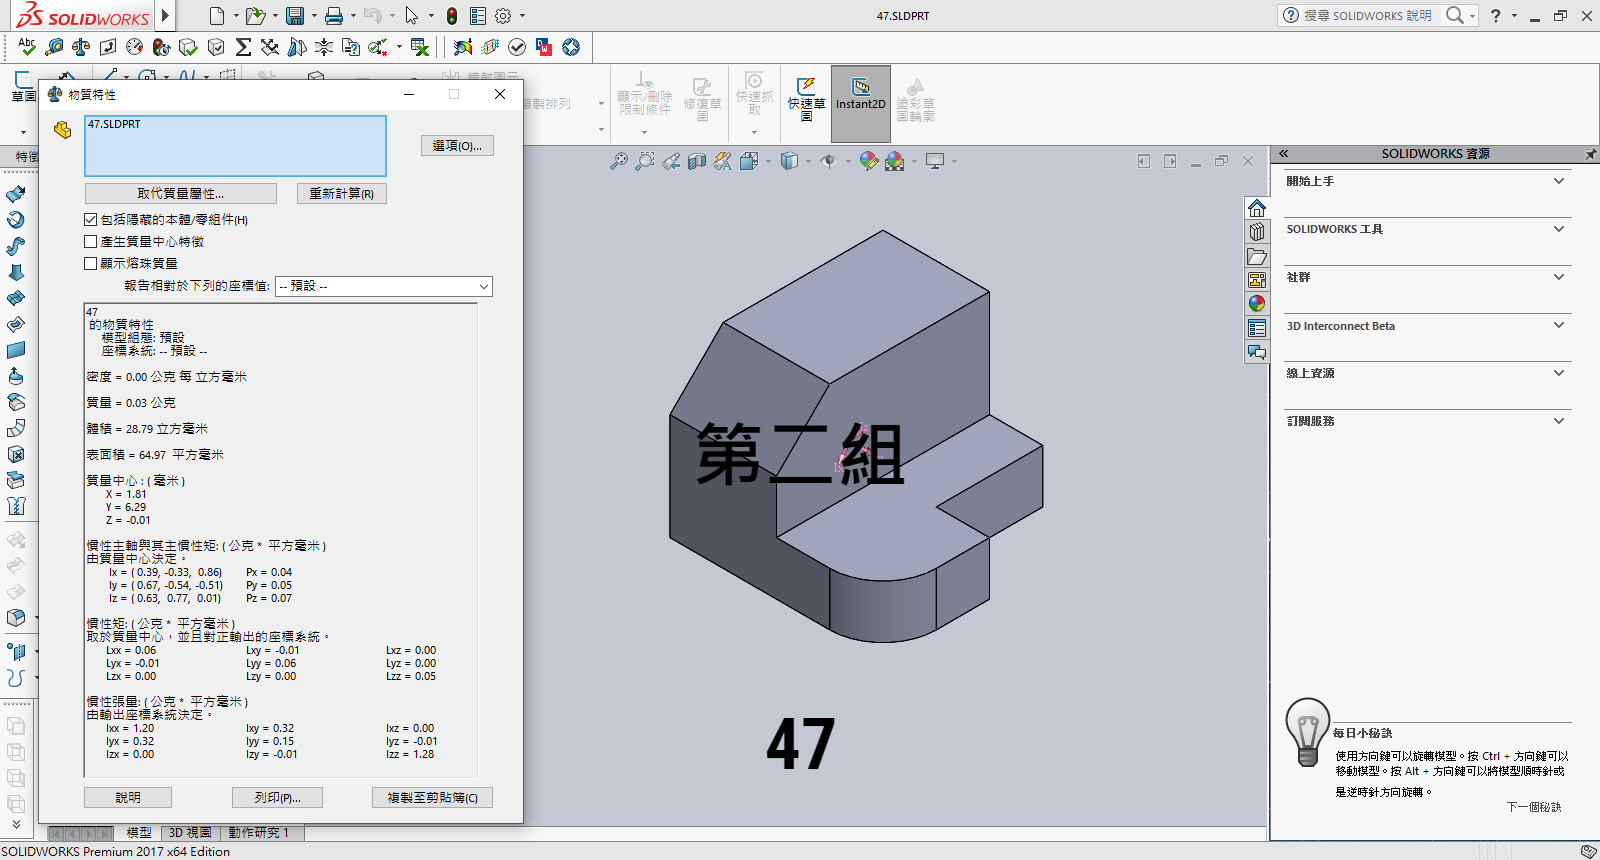 SOLIDWORKS
47.SLDPRT
搜尋 SOLIDWORKS 說明
?
Abc
草圖
鏡射圖元
複製排列
顯示/刪除限制條件
修復草圖
快速抓取
快速草圖
Instant2D
塗彩草圖輪廓
特徵
物質特性
47.SLDPRT
選項(O)...
取代質量屬性...
重新計算(R)
包括隱藏的本體/零組件(H)
產生質量中心特徵
顯示熔珠質量
報告相對於下列的座標值: -- 預設 --
47
的物質特性
模型組態: 預設
座標系統: -- 預設 --
密度 = 0.00 公克 每 立方毫米
質量 = 0.03 公克
體積 = 28.79 立方毫米
表面積 = 64.97 平方毫米
質量中心 : ( 毫米 )
X = 1.81
Y = 6.29
Z = -0.01
慣性主軸與其主慣性矩: ( 公克 * 平方毫米 )
由質量中心決定。
Ix = ( 0.39, -0.33, 0.86) Px = 0.04
Iy = ( 0.67, -0.54, -0.51) Py = 0.05
Iz = ( 0.63, 0.77, 0.01) Pz = 0.07
慣性矩: ( 公克 * 平方毫米 )
取於質量中心，並且對正輸出的座標系統。
Lxx = 0.06 Lxy = -0.01 Lxz = 0.00
Lyx = -0.01 Lyy = 0.06 Lyz = 0.00
Lzx = 0.00 Lzy = 0.00 Lzz = 0.05
慣性張量: ( 公克 * 平方毫米 )
由輸出座標系統決定。
Ixx = 1.20 Ixy = 0.32 Ixz = 0.00
Iyx = 0.32 Iyy = 0.15 Iyz = -0.01
Izx = 0.00 Izy = -0.01 Izz = 1.28
說明
列印(P)...
複製至剪貼簿(C)
第二組
47
SOLIDWORKS 資源
開始上手
SOLIDWORKS 工具
社群
3D Interconnect Beta
線上資源
訂閱服務
每日小秘訣
使用方向鍵可以旋轉模型。按 Ctrl + 方向鍵可以
移動模型。按 Alt + 方向鍵可以將模型順時針或
是逆時針方向旋轉。
下一個秘訣
模型
3D 視圖
動作研究 1
SOLIDWORKS Premium 2017 x64 Edition